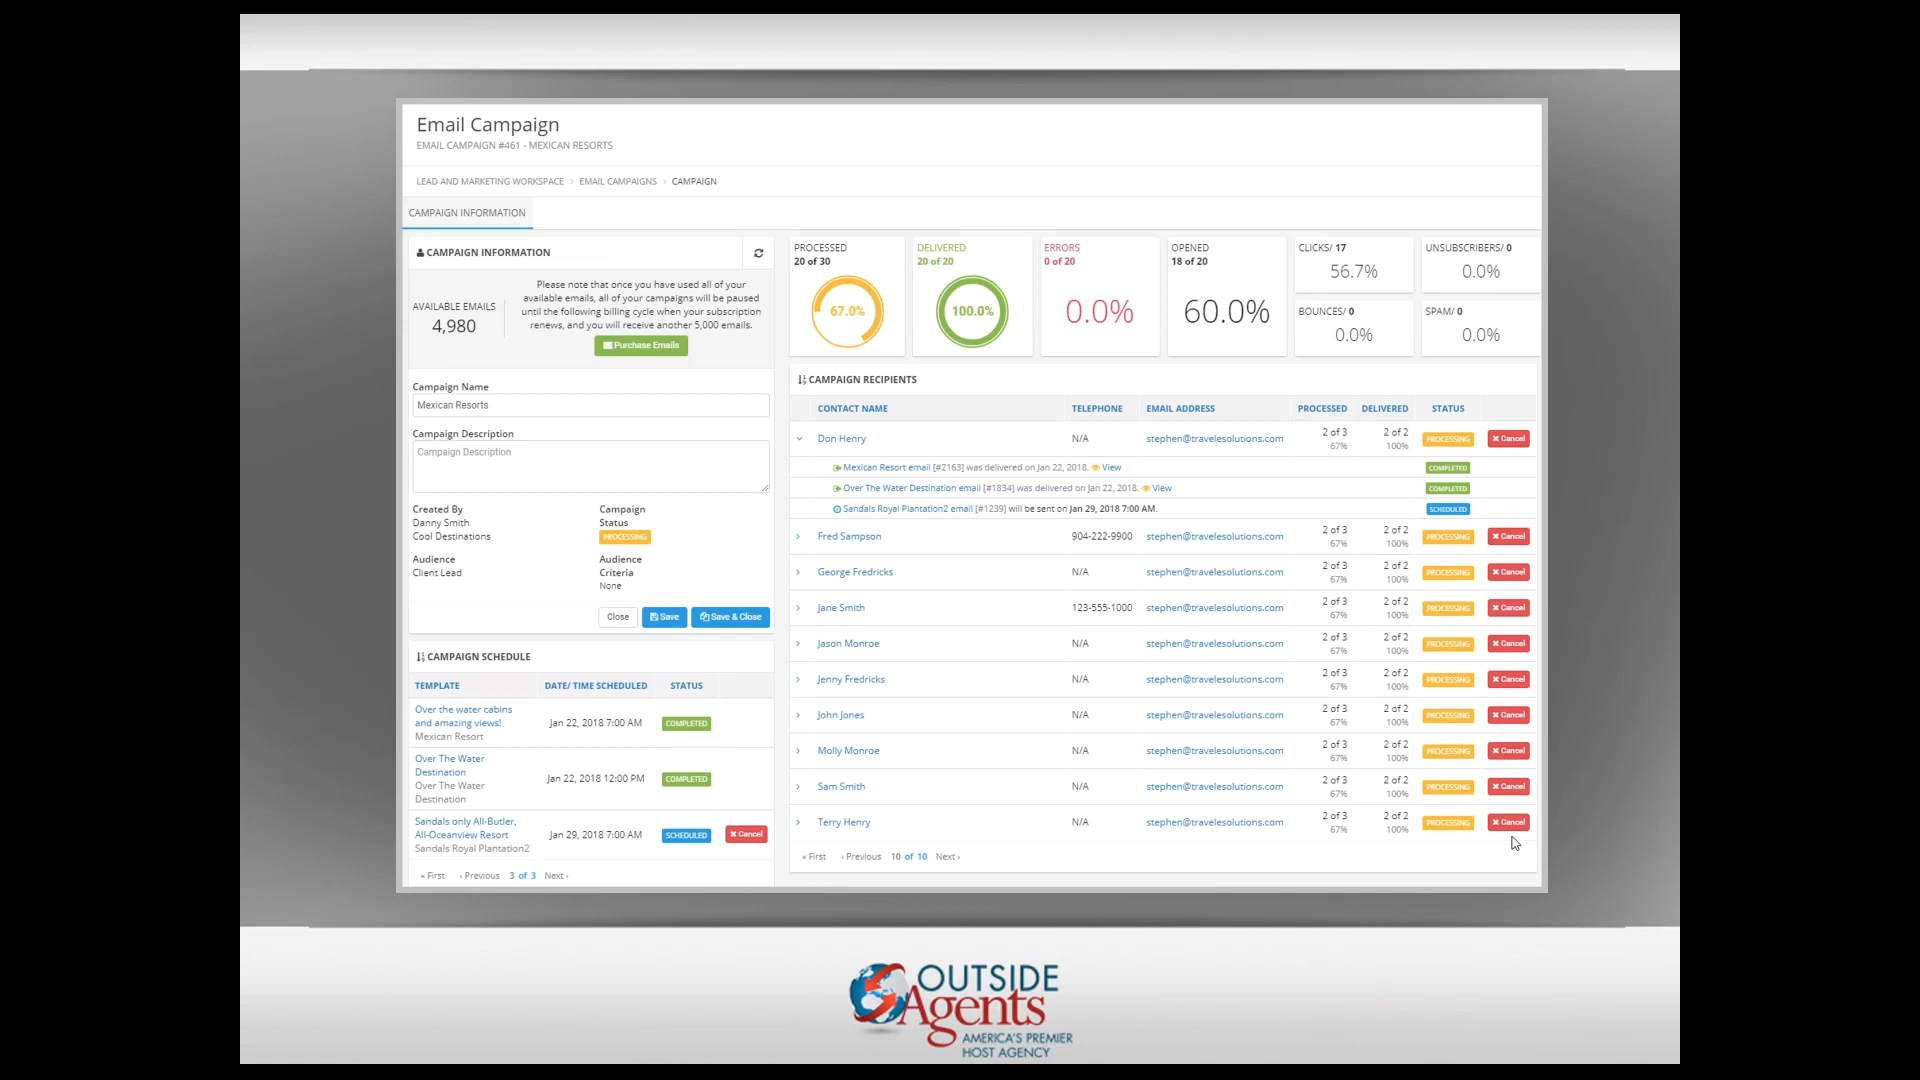 Email Campaign
EMAIL CAMPAIGN #461 - MEXICAN RESORTS
LEAD AND MARKETING WORKSPACE > EMAIL CAMPAIGNS > CAMPAIGN
CAMPAIGN INFORMATION
CAMPAIGN INFORMATION
AVAILABLE EMAILS
4,980
Please note that once you have used all of your
available emails, all of your campaigns will be paused
until the following billing cycle when your subscription
renews, and you will receive another 5,000 emails.
Purchase Emails
Campaign Name
Mexican Resorts
Campaign Description
Campaign Description
Created By
Danny Smith
Cool Destinations
Campaign
Status
PROCESSING
Audience
Client Lead
Audience
Criteria
None
Close Save Save & Close
CAMPAIGN SCHEDULE
TEMPLATE DATE/ TIME SCHEDULED STATUS
Over the water cabins
and amazing views!
Mexican Resort
Jan 22, 2018 7:00 AM COMPLETED
Over The Water
Destination
Over The Water
Destination
Jan 22, 2018 12:00 PM COMPLETED
Sandals only All-Butler,
All-Oceanview Resort
Sandals Royal Plantation2
Jan 29, 2018 7:00 AM SCHEDULED Cancel
« First ‹ Previous 3 of 3 Next ›
PROCESSED
20 of 30
67.0%
DELIVERED
20 of 20
100.0%
ERRORS
0 of 20
0.0%
OPENED
18 of 20
60.0%
CLICKS/ 17
56.7%
UNSUBSCRIBERS/ 0
0.0%
BOUNCES/ 0
0.0%
SPAM/ 0
0.0%
CAMPAIGN RECIPIENTS
CONTACT NAME TELEPHONE EMAIL ADDRESS PROCESSED DELIVERED STATUS
Don Henry N/A stephen@travelesolutions.com 2 of 3 67% 2 of 2 100% PROCESSING Cancel
Mexican Resort email [#2163] was delivered on Jan 22, 2018. View COMPLETED
Over The Water Destination email [#1834] was delivered on Jan 22, 2018. View COMPLETED
Sandals Royal Plantation2 email [#1239] will be sent on Jan 29, 2018 7:00 AM. SCHEDULED
Fred Sampson 904-222-9900 stephen@travelesolutions.com 2 of 3 67% 2 of 2 100% PROCESSING Cancel
George Fredricks N/A stephen@travelesolutions.com 2 of 3 67% 2 of 2 100% PROCESSING Cancel
Jane Smith 123-555-1000 stephen@travelesolutions.com 2 of 3 67% 2 of 2 100% PROCESSING Cancel
Jason Monroe N/A stephen@travelesolutions.com 2 of 3 67% 2 of 2 100% PROCESSING Cancel
Jenny Fredricks N/A stephen@travelesolutions.com 2 of 3 67% 2 of 2 100% PROCESSING Cancel
John Jones N/A stephen@travelesolutions.com 2 of 3 67% 2 of 2 100% PROCESSING Cancel
Molly Monroe N/A stephen@travelesolutions.com 2 of 3 67% 2 of 2 100% PROCESSING Cancel
Sam Smith N/A stephen@travelesolutions.com 2 of 3 67% 2 of 2 100% PROCESSING Cancel
Terry Henry N/A stephen@travelesolutions.com 2 of 3 67% 2 of 2 100% PROCESSING Cancel
« First ‹ Previous 10 of 10 Next ›
OUTSIDE
Agents
AMERICA'S PREMIER
HOST AGENCY